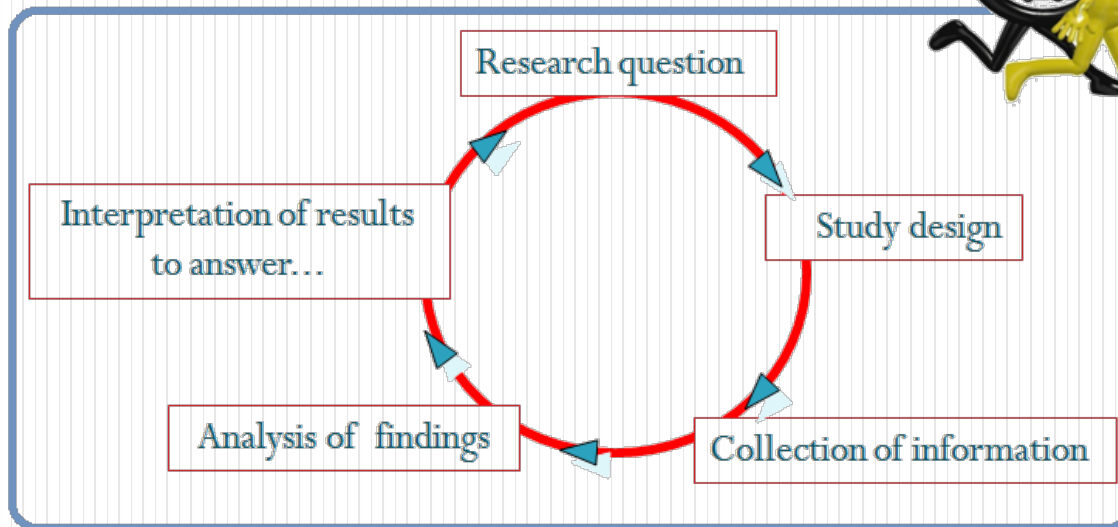 Research question
Study design
Collection of information
Analysis of findings
Interpretation of results
to answer...